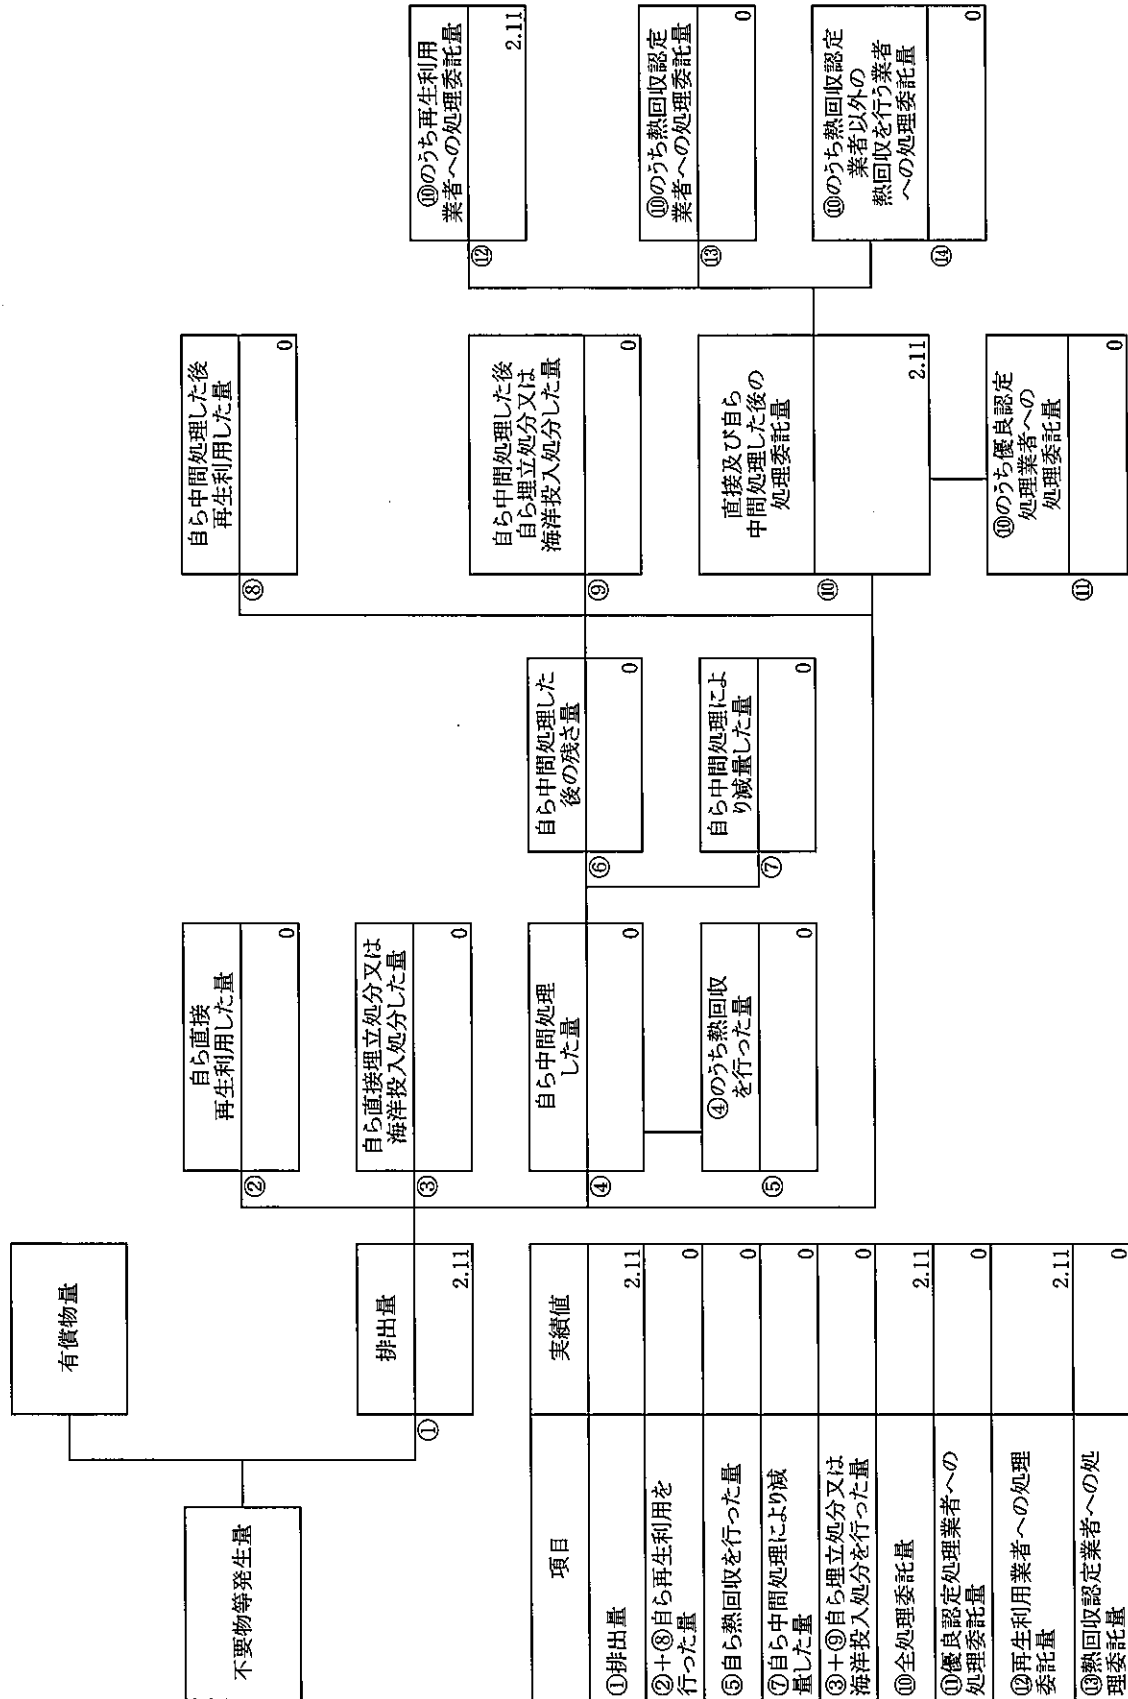 不要物等発生量
有償物量
①
排出量
2.11
②
自ら直接
再生利用した量
0
③
自ら直接埋立処分又は
海洋投入処分した量
0
④
自ら中間処理
した量
0
⑤
④のうち熱回収
を行った量
0
⑥
自ら中間処理した
後の残さ量
0
⑦
自ら中間処理によ
り減量した量
0
⑧
自ら中間処理した後
再生利用した量
0
⑨
自ら中間処理した後
自ら埋立処分又は
海洋投入処分した量
0
⑩
直接及び自ら
中間処理した後の
処理委託量
2.11
⑪
⑩のうち優良認定
処理業者への
処理委託量
0
⑫
⑩のうち再生利用
業者への処理委託量
2.11
⑬
⑩のうち熱回収認定
業者への処理委託量
0
⑭
⑩のうち熱回収認定
業者以外の
熱回収を行う業者
への処理委託量
0
項目 実績値
①排出量 2.11
②+⑧自ら再生利用を
行った量 0
⑤自ら熱回収を行った量 0
⑦自ら中間処理により減
量した量 0
③+⑨自ら埋立処分又は
海洋投入処分を行った量 0
⑩全処理委託量 2.11
⑪優良認定処理業者への
処理委託量 0
⑫再生利用業者への処理
委託量 2.11
⑬熱回収認定業者への処
理委託量 0